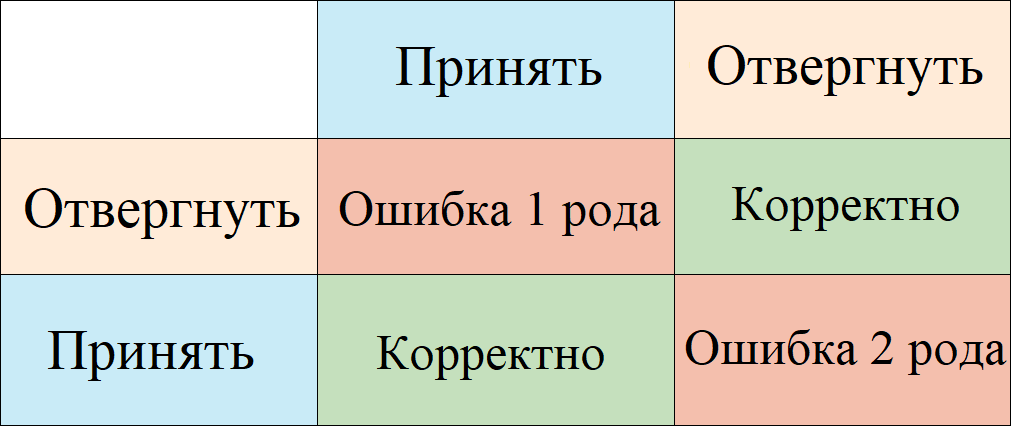 Принять Отвергнуть
Отвергнуть Ошибка 1 рода Корректно
Принять Корректно Ошибка 2 рода